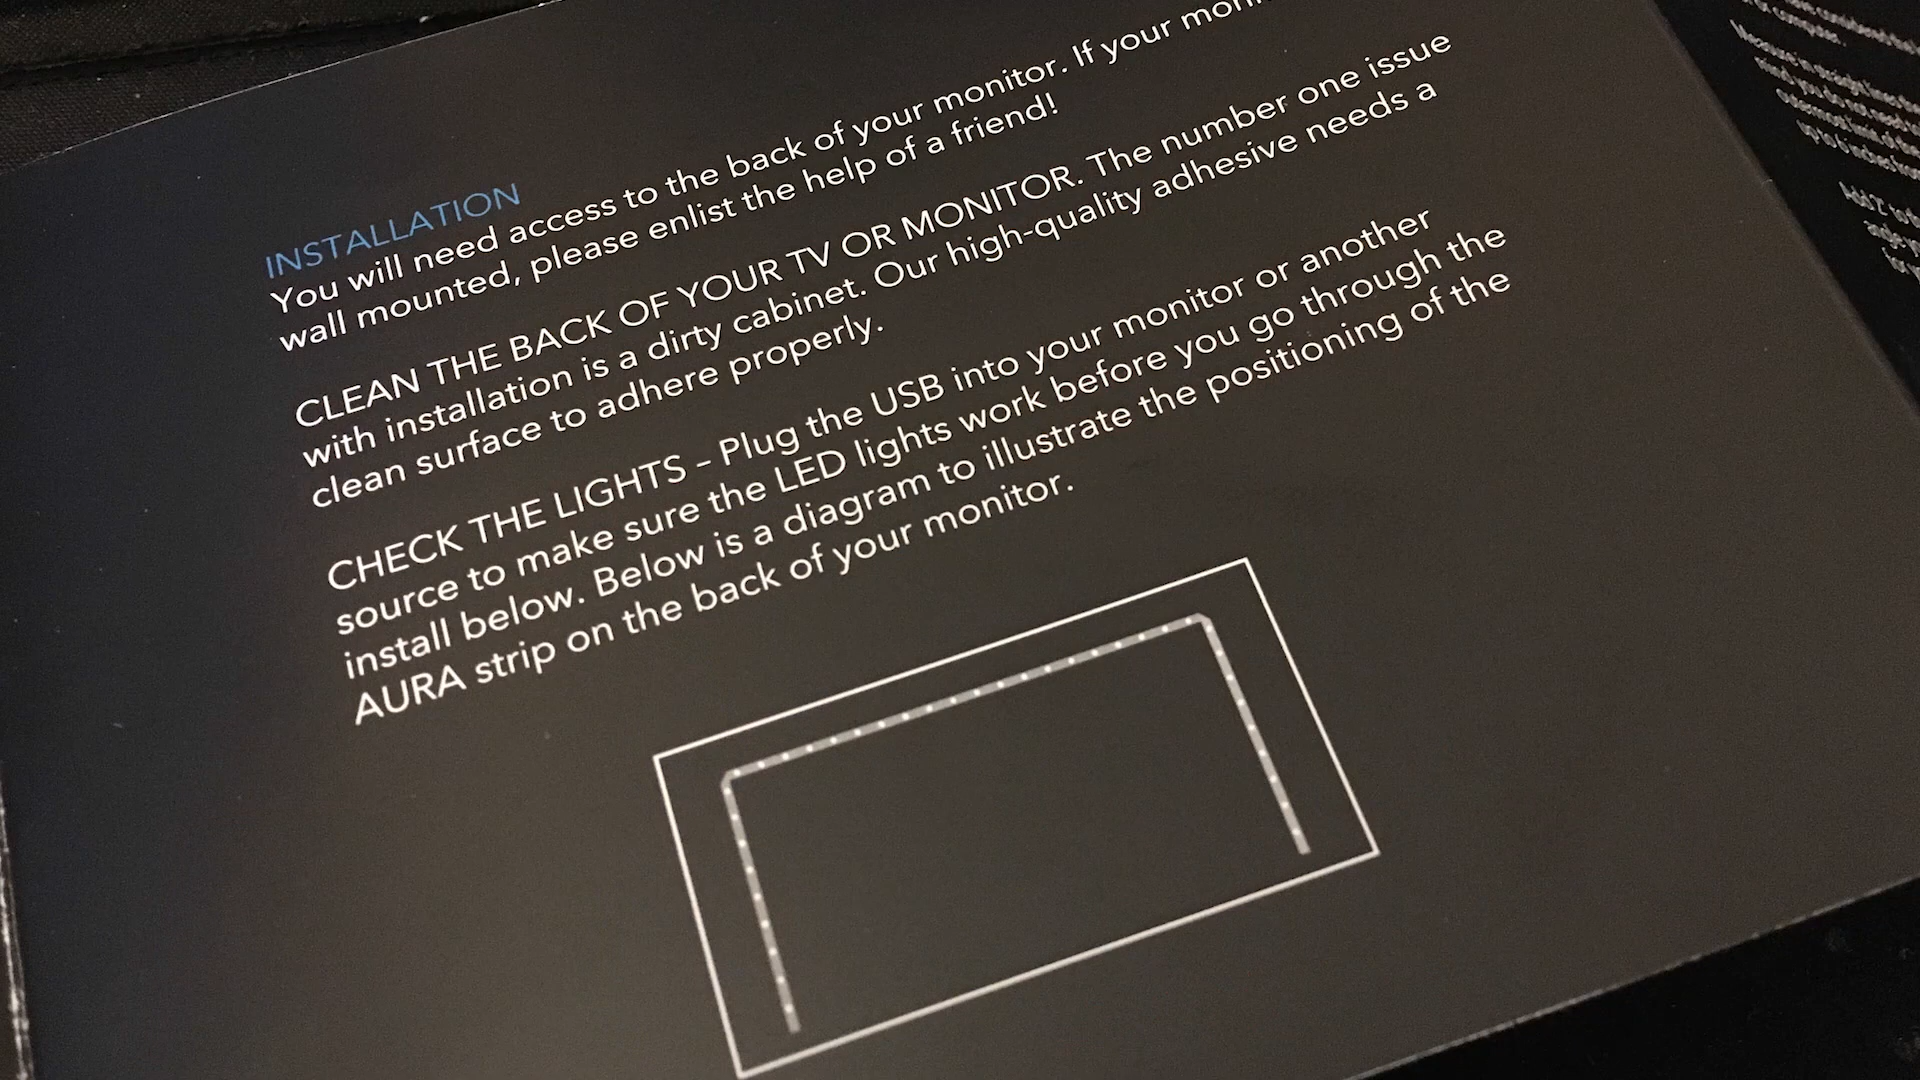 INSTALLATION
You will need access to the back of your monitor. If your
wall mounted, please enlist the help of a friend!
CLEAN THE BACK OF YOUR TV OR MONITOR. The number one issue
with installation is a dirty cabinet. Our high-quality adhesive needs a
clean surface to adhere properly.
CHECK THE LIGHTS - Plug the USB into your monitor or another
source to make sure the LED lights work before you go through the
install below. Below is a diagram to illustrate the positioning of the
AURA strip on the back of your monitor.